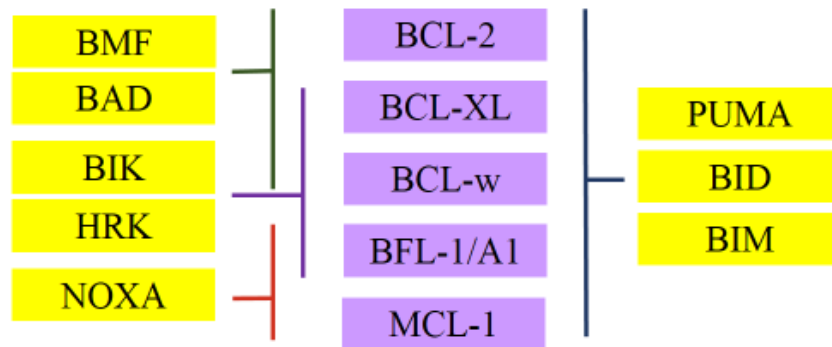 BMF
BAD
BIK
HRK
NOXA
BCL-2
BCL-XL
BCL-w
BFL-1/A1
MCL-1
PUMA
BID
BIM